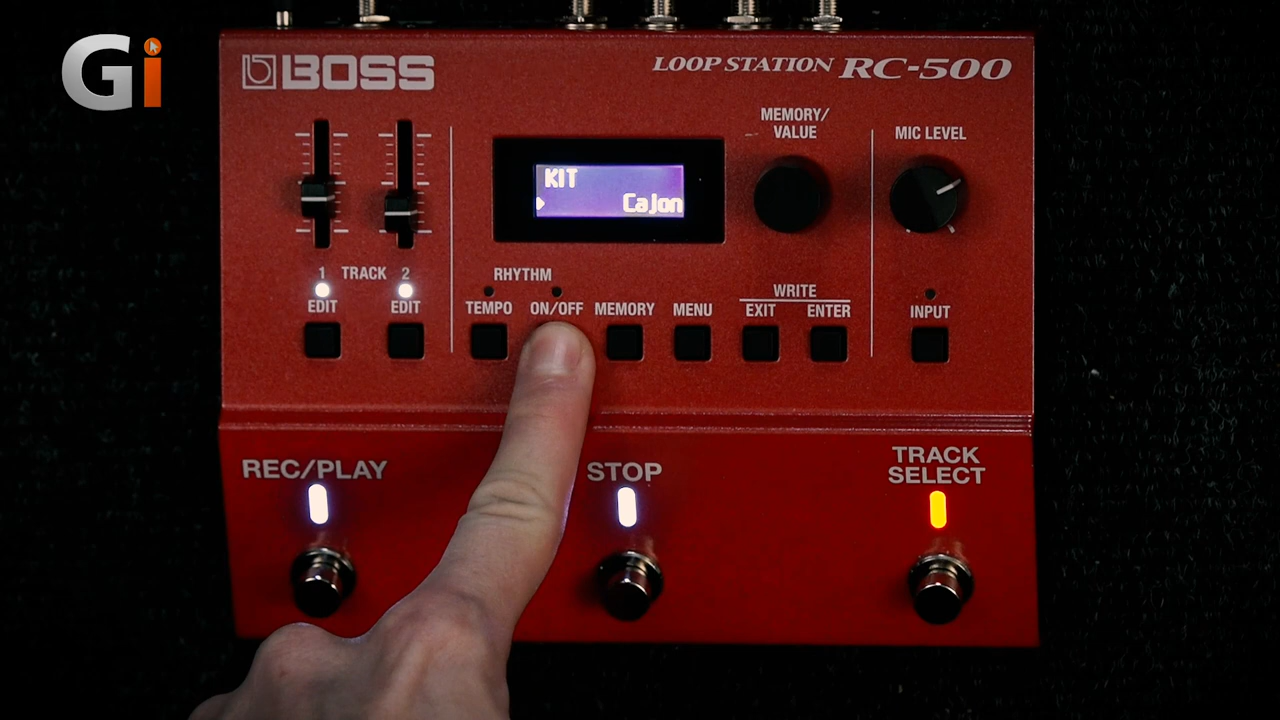 Gi
BOSS
LOOP STATION RC-500
MEMORY/
VALUE
MIC LEVEL
KIT
Cajon
1 TRACK 2
EDIT EDIT
RHYTHM
TEMPO ON/OFF MEMORY MENU
WRITE
EXIT ENTER
INPUT
REC/PLAY
STOP
TRACK
SELECT